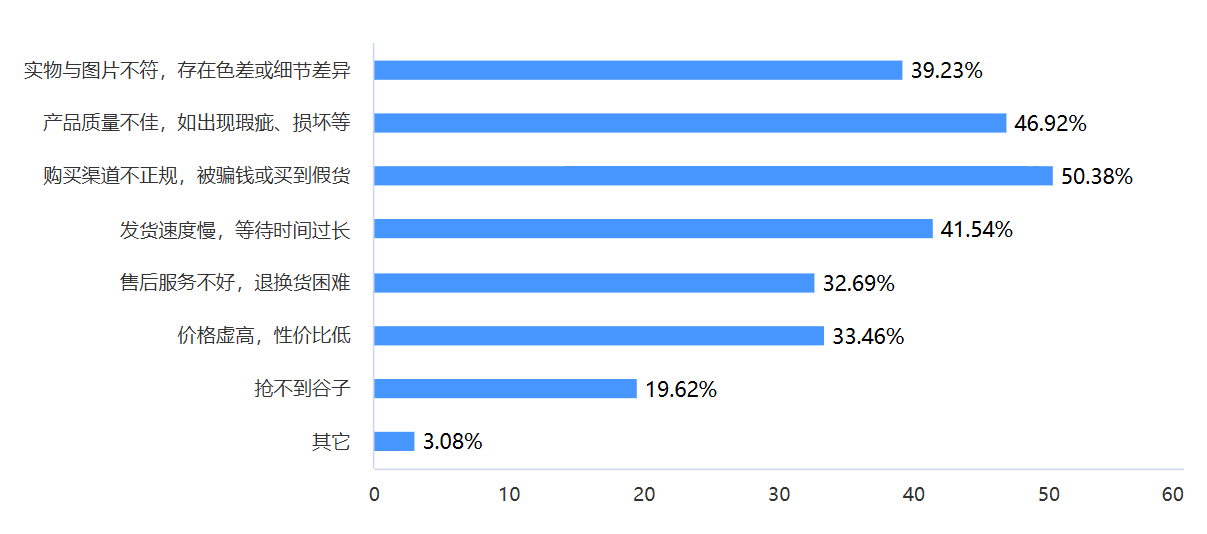 实物与图片不符，存在色差或细节差异 39.23%
产品质量不佳，如出现瑕疵、损坏等 46.92%
购买渠道不正规，被骗钱或买到假货 50.38%
发货速度慢，等待时间过长 41.54%
售后服务不好，退换货困难 32.69%
价格虚高，性价比低 33.46%
抢不到谷子 19.62%
其它 3.08%
0 10 20 30 40 50 60